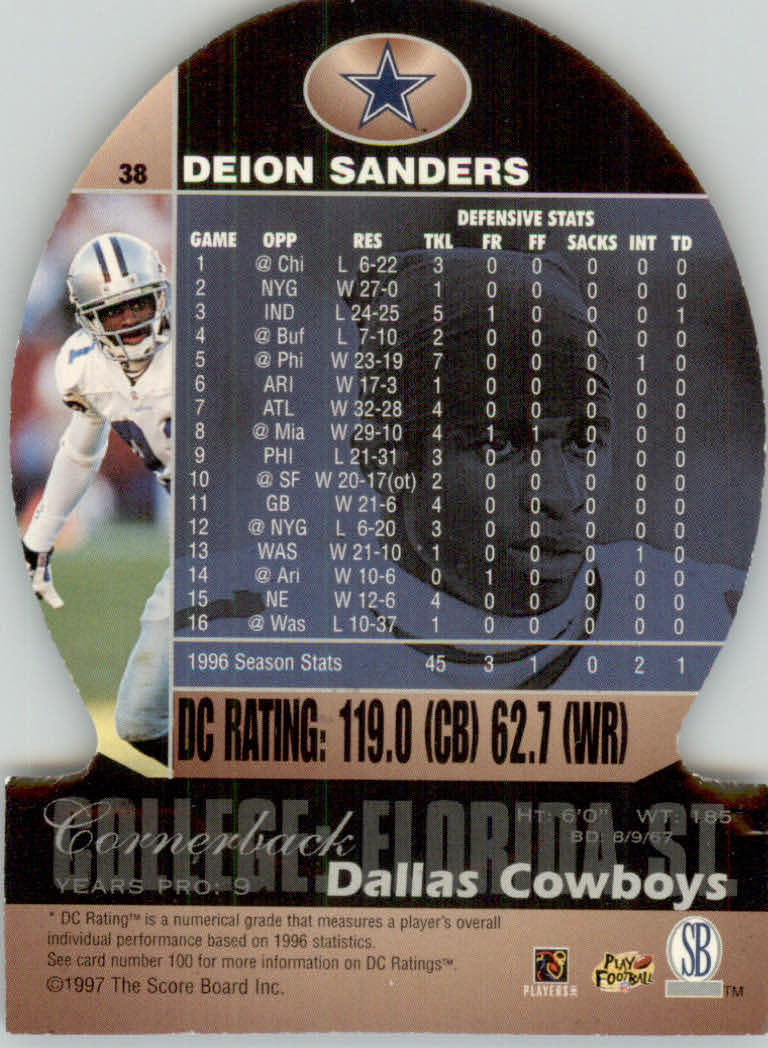 38 DEION SANDERS
DEFENSIVE STATS
GAME OPP RES TKL FR FF SACKS INT TD
1 @ Chi L 6-22 3 0 0 0 0 0
2 NYG W 27-0 1 0 0 0 0 0
3 IND L 24-25 5 1 0 0 0 1
4 @ Buf L 7-10 2 0 0 0 0 0
5 @ Phi W 23-19 7 0 0 0 1 0
6 ARI W 17-3 1 0 0 0 0 0
7 ATL W 32-28 4 0 0 0 0 0
8 @ Mia W 29-10 4 1 1 0 0 0
9 PHI L 21-31 3 0 0 0 0 0
10 @ SF W 20-17(ot) 2 0 0 0 0 0
11 GB W 21-6 4 0 0 0 0 0
12 @ NYG L 6-20 3 0 0 0 0 0
13 WAS W 21-10 1 0 0 0 1 0
14 @ Ari W 10-6 0 1 0 0 0 0
15 NE W 12-6 4 0 0 0 0 0
16 @ Was L 10-37 1 0 0 0 0 0
1996 Season Stats 45 3 1 0 2 1
DC RATING: 119.0 (CB) 62.7 (WR)
COLLEGE: FLORIDA ST.
Cornerback
HT: 6'0" WT: 185
BD: 8/9/67
YEARS PRO: 9
Dallas Cowboys
* DC Rating™ is a numerical grade that measures a player's overall
individual performance based on 1996 statistics.
See card number 100 for more information on DC Ratings™.
©1997 The Score Board Inc.
PLAYERS INC
PLAY FOOTBALL
SB TM